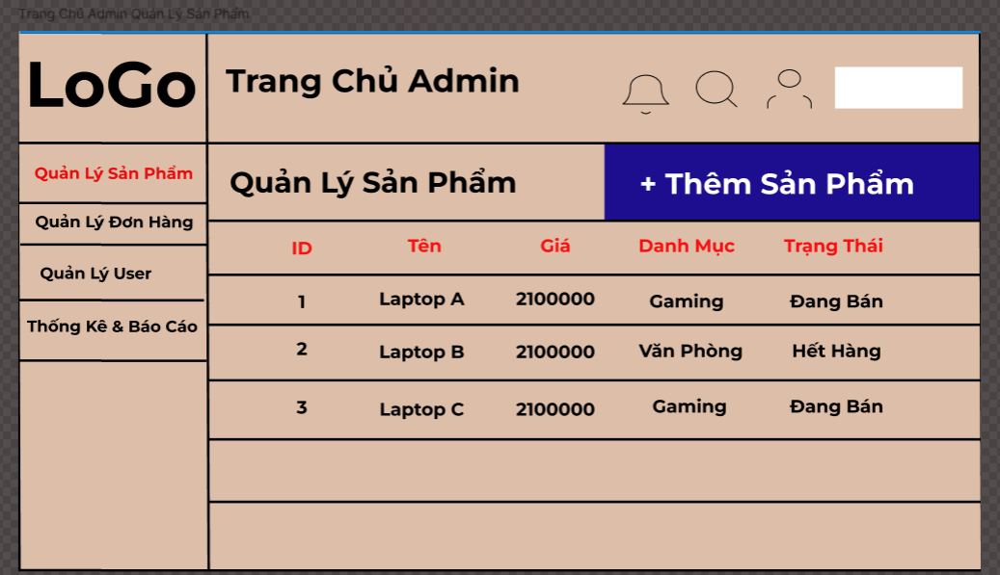 Trang Chủ Admin Quản Lý Sản Phẩm
LoGo
Trang Chủ Admin
Quản Lý Sản Phẩm
Quản Lý Đơn Hàng
Quản Lý User
Thống Kê & Báo Cáo
Quản Lý Sản Phẩm
+ Thêm Sản Phẩm
ID Tên Giá Danh Mục Trạng Thái
1 Laptop A 2100000 Gaming Đang Bán
2 Laptop B 2100000 Văn Phòng Hết Hàng
3 Laptop C 2100000 Gaming Đang Bán